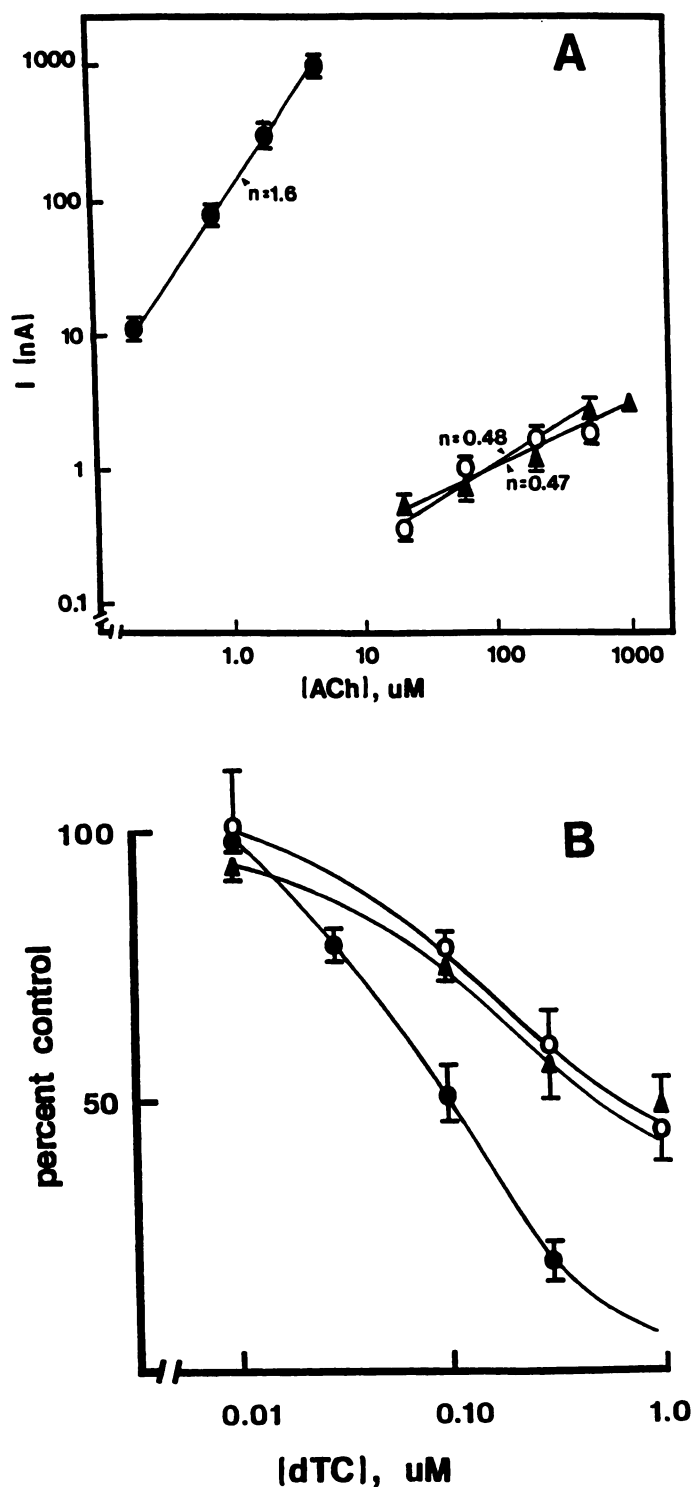 A
1000
100
10
1
0.1
I [nA]
n=1.6
n=0.48
n=0.47
1.0 10 100 1000
[ACh], uM
B
100
50
percent control
0.01 0.10 1.0
[dTC], uM